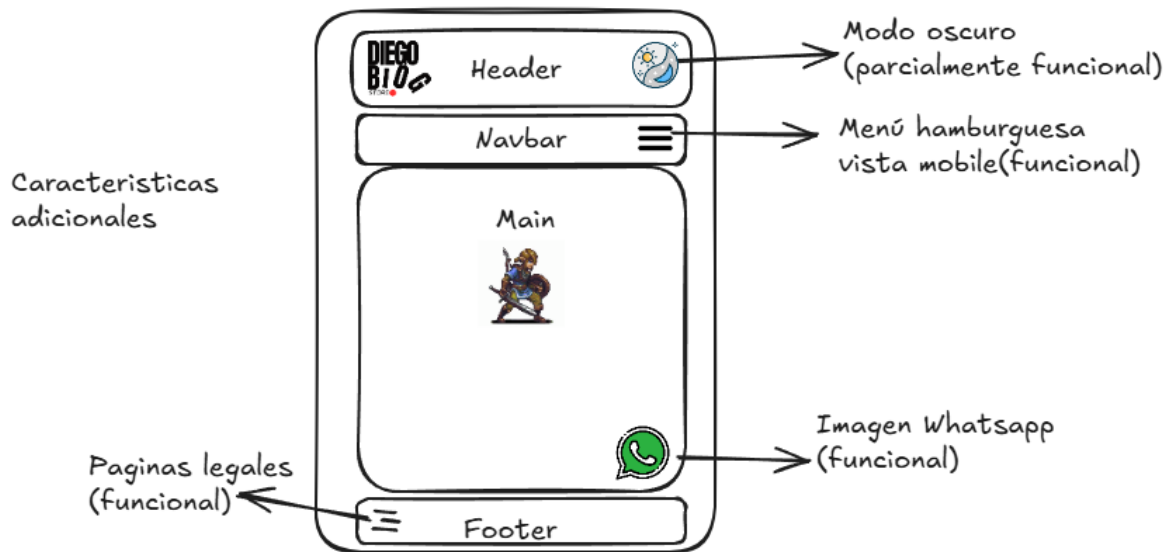 DIEGO
BLOG
STORE
Header
Modo oscuro
(parcialmente funcional)
Navbar
Menú hamburguesa
vista mobile(funcional)
Caracteristicas
adicionales
Main
Imagen Whatsapp
(funcional)
Paginas legales
(funcional)
Footer